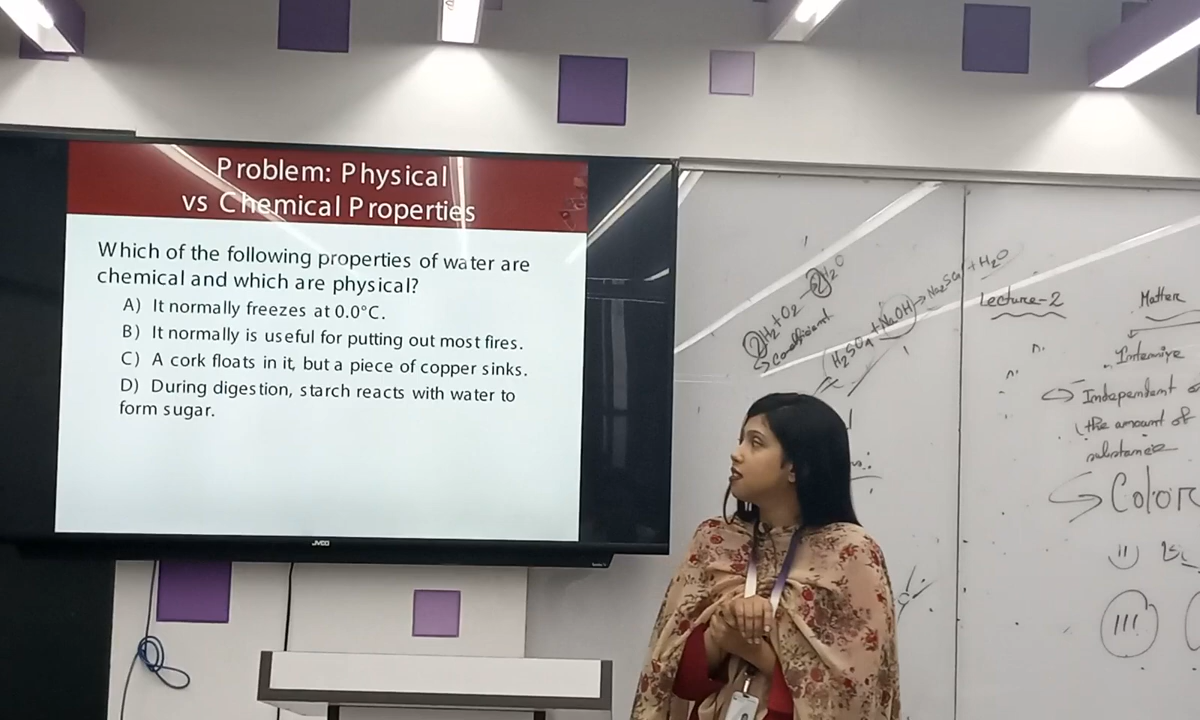 Problem: Physical
vs Chemical Properties
Which of the following properties of water are
chemical and which are physical?
A) It normally freezes at 0.0°C.
B) It normally is useful for putting out most fires.
C) A cork floats in it, but a piece of copper sinks.
D) During digestion, starch reacts with water to
form sugar.
JVCO
2H₂+O₂→2H₂O
Coefficient
H₂SO₄+NaOH→Na₂SO₄+H₂O
Lecture-2
Matter
Intensive
Independent
the amount of
substance
Color